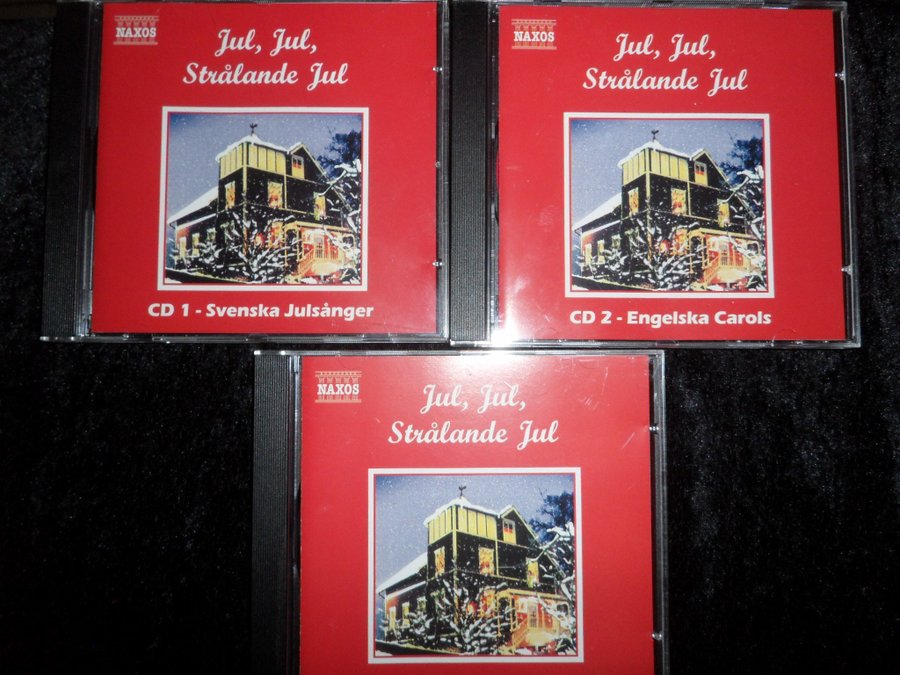 NAXOS
Jul, Jul,
Strålande Jul
CD 1 - Svenska Julsånger
NAXOS
Jul, Jul,
Strålande Jul
CD 2 - Engelska Carols
NAXOS
Jul, Jul,
Strålande Jul